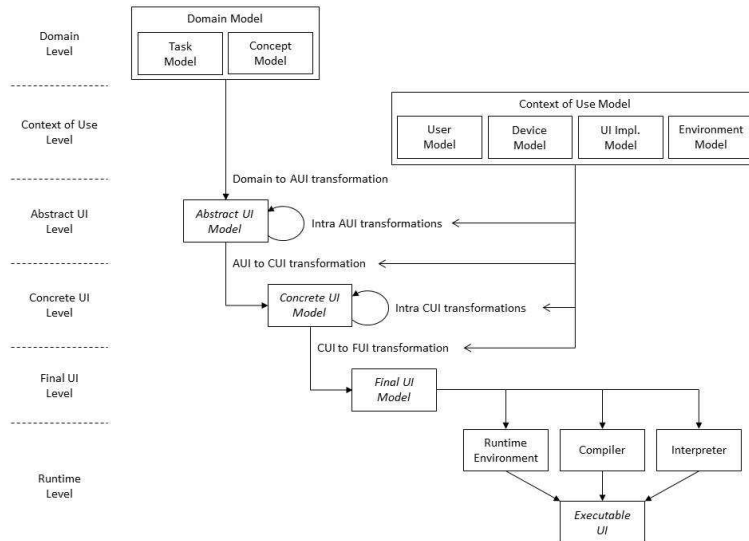 Domain
Level
Domain Model
Task
Model
Concept
Model
Context of Use
Level
Context of Use Model
User
Model
Device
Model
UI Impl.
Model
Environment
Model
Domain to AUI transformation
Abstract UI
Level
Abstract UI
Model
Intra AUI transformations
AUI to CUI transformation
Concrete UI
Level
Concrete UI
Model
Intra CUI transformations
CUI to FUI transformation
Final UI
Level
Final UI
Model
Runtime
Level
Runtime
Environment
Compiler
Interpreter
Executable
UI